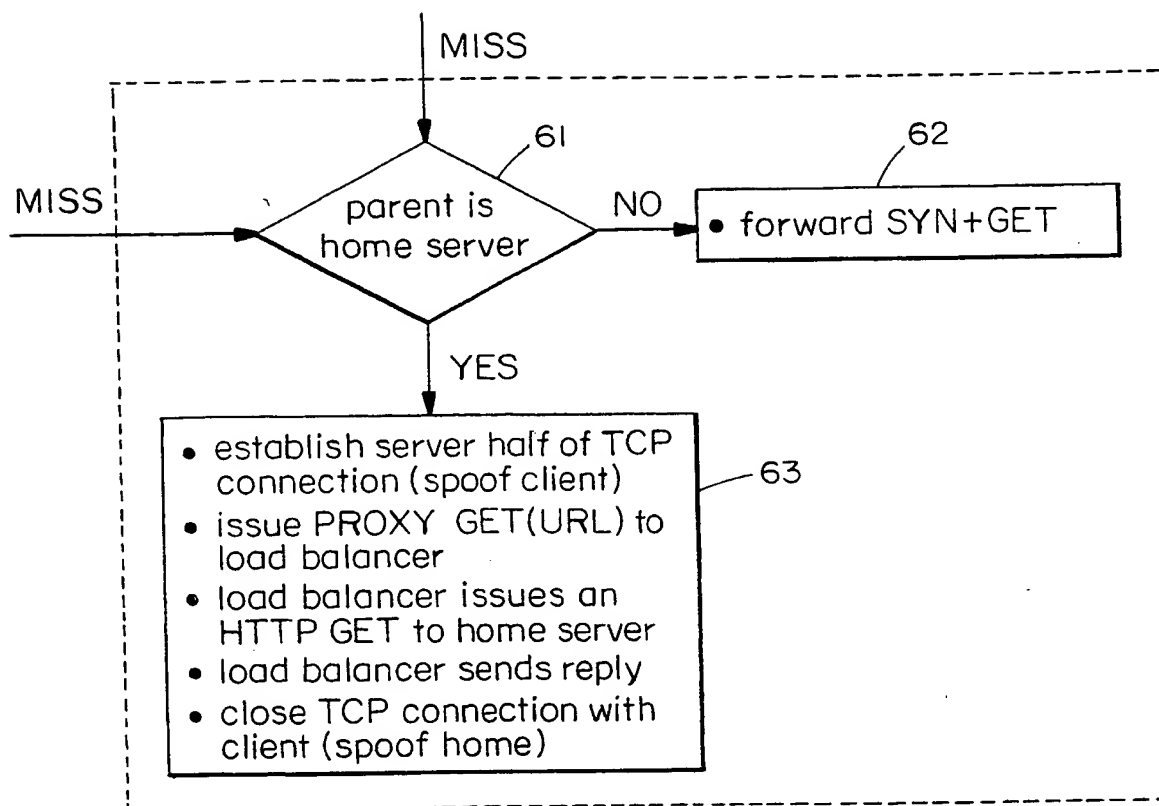 MISS
61
62
MISS
parent is
home server
NO
• forward SYN+GET
YES
• establish server half of TCP
connection (spoof client)
63
• issue PROXY GET(URL) to
load balancer
• load balancer issues an
HTTP GET to home server
• load balancer sends reply
• close TCP connection with
client (spoof home)